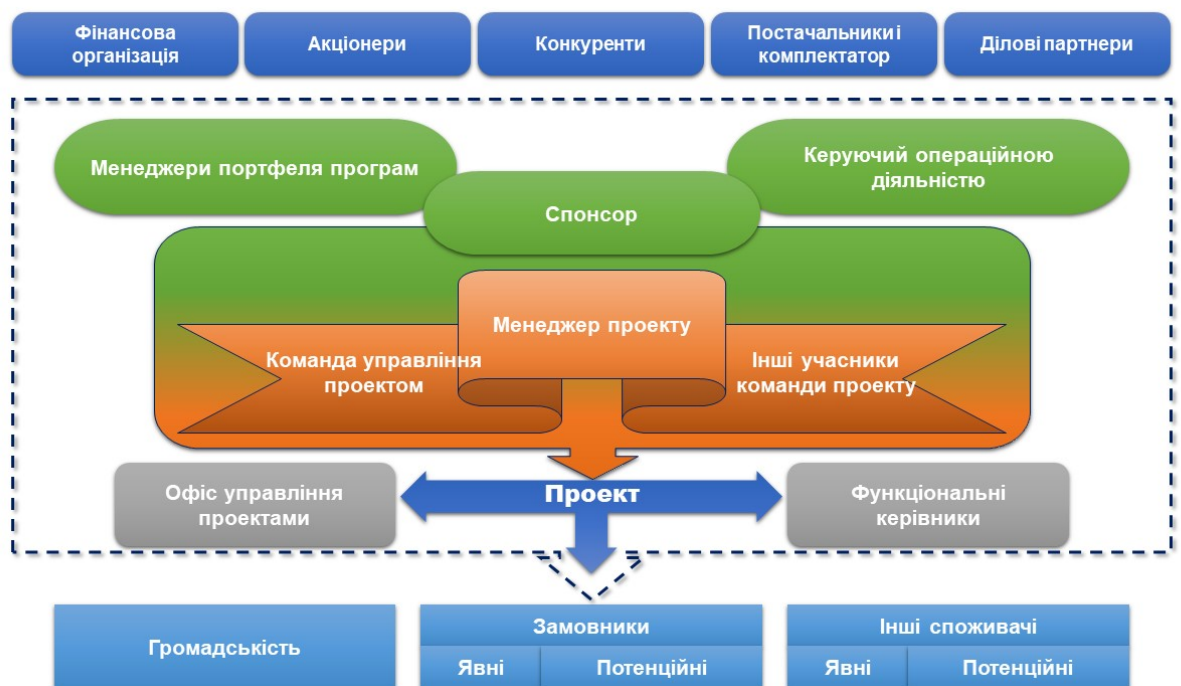 Фінансова
організація
Акціонери
Конкуренти
Постачальники і
комплектатор
Ділові партнери
Менеджери портфеля програм
Керуючий операційною
діяльністю
Спонсор
Менеджер проекту
Команда управління
проектом
Інші учасники
команди проекту
Офіс управління
проектами
Проект
Функціональні
керівники
Громадськість
Замовники
Явні
Потенційні
Інші споживачі
Явні
Потенційні